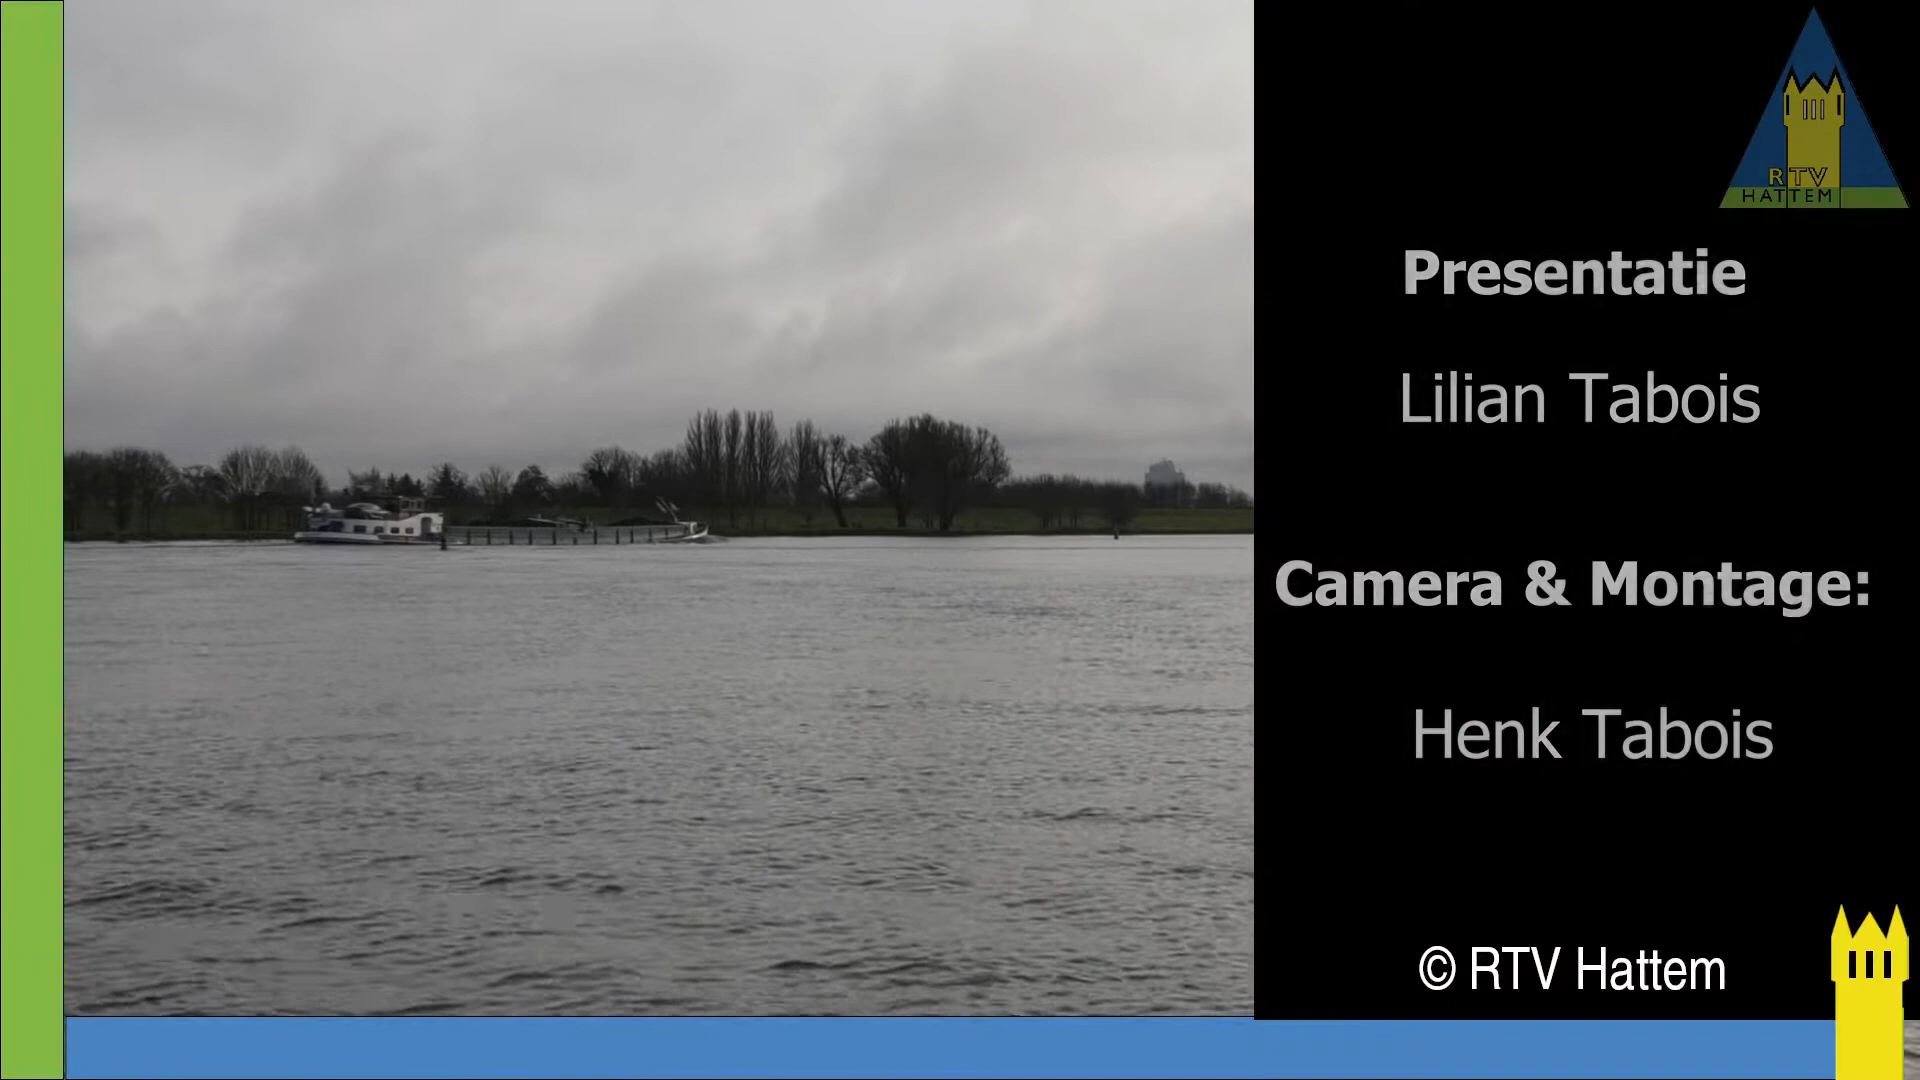 RTV
HATTEM
Presentatie
Lilian Tabois
Camera & Montage:
Henk Tabois
© RTV Hattem